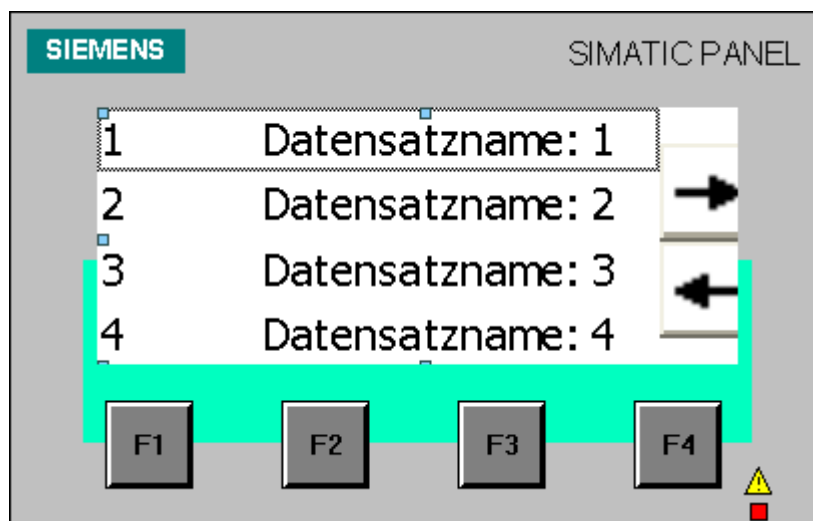 SIEMENS
SIMATIC PANEL
1 Datensatzname: 1
2 Datensatzname: 2
3 Datensatzname: 3
4 Datensatzname: 4
F1 F2 F3 F4